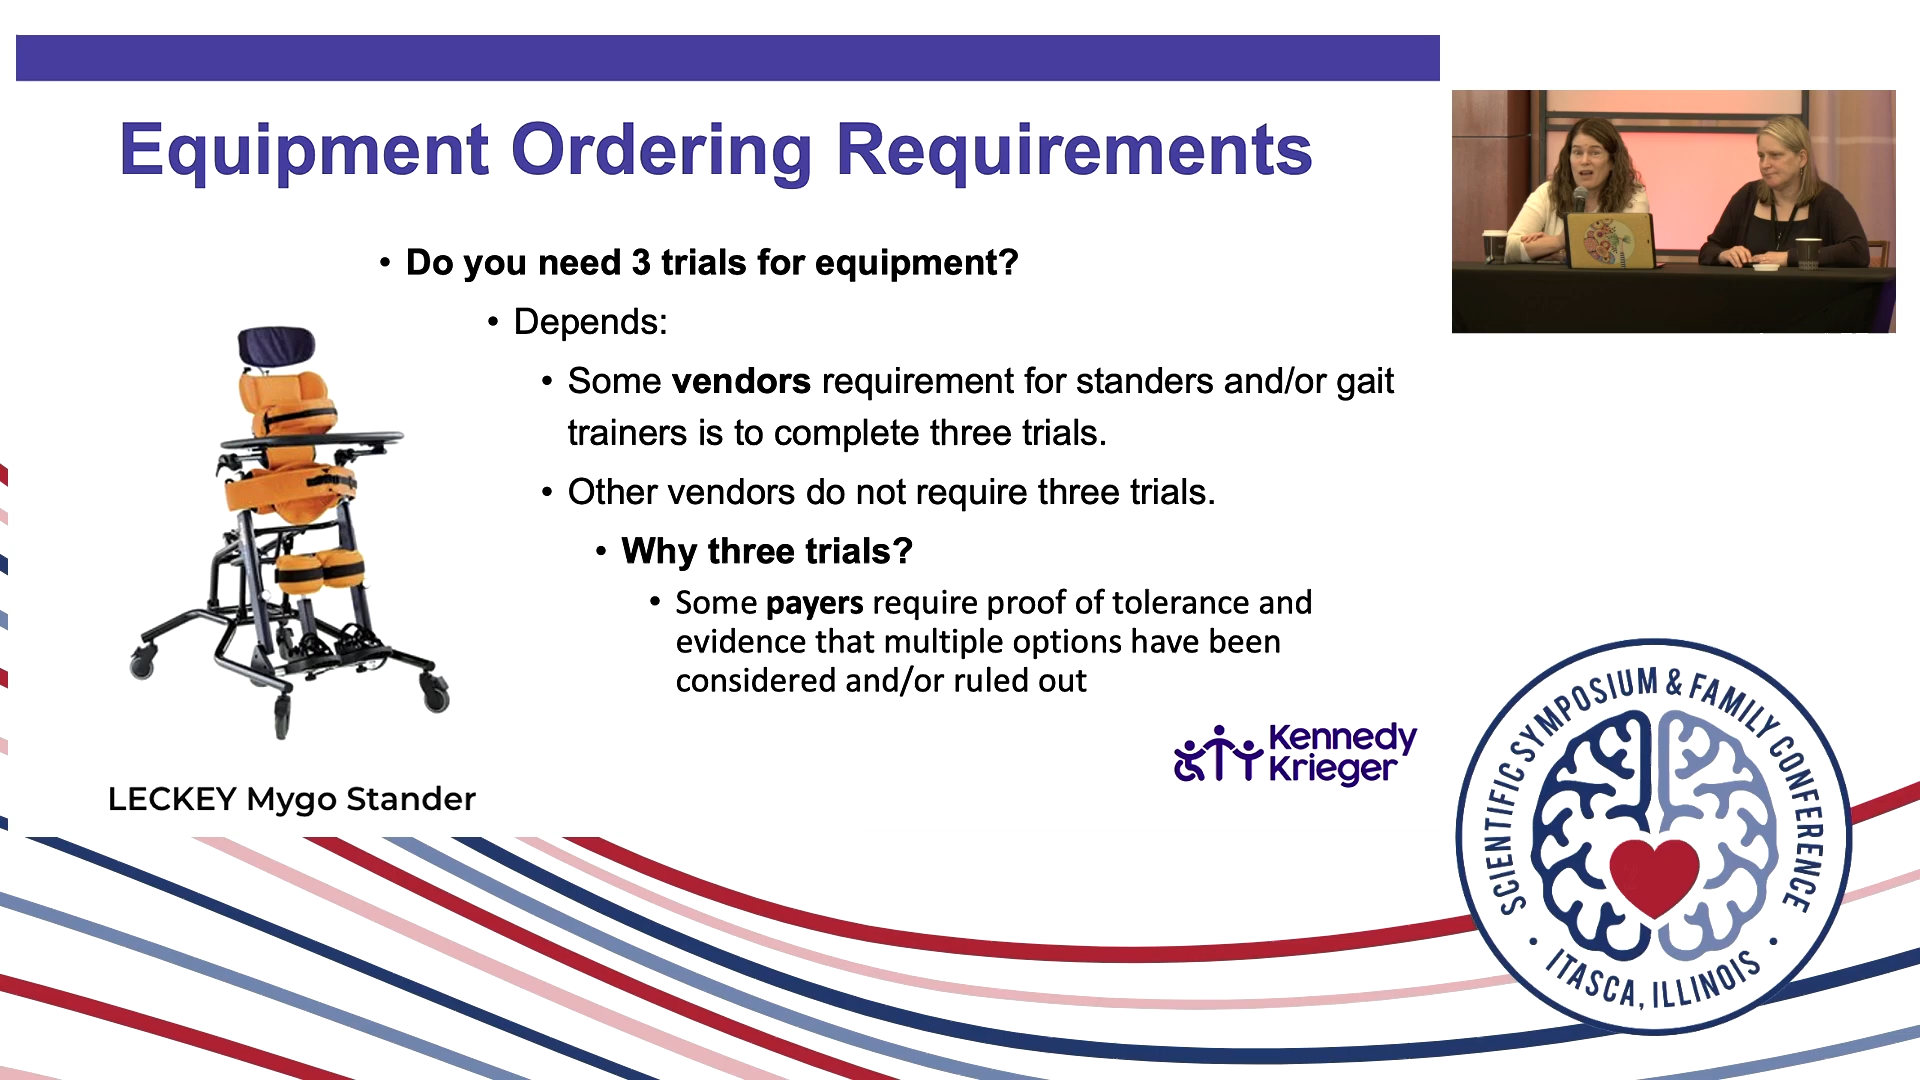 Equipment Ordering Requirements
• Do you need 3 trials for equipment?
• Depends:
• Some vendors requirement for standers and/or gait
trainers is to complete three trials.
• Other vendors do not require three trials.
• Why three trials?
• Some payers require proof of tolerance and
evidence that multiple options have been
considered and/or ruled out
LECKEY Mygo Stander
Kennedy
Krieger
SCIENTIFIC SYMPOSIUM & FAMILY CONFERENCE
• ITASCA, ILLINOIS •